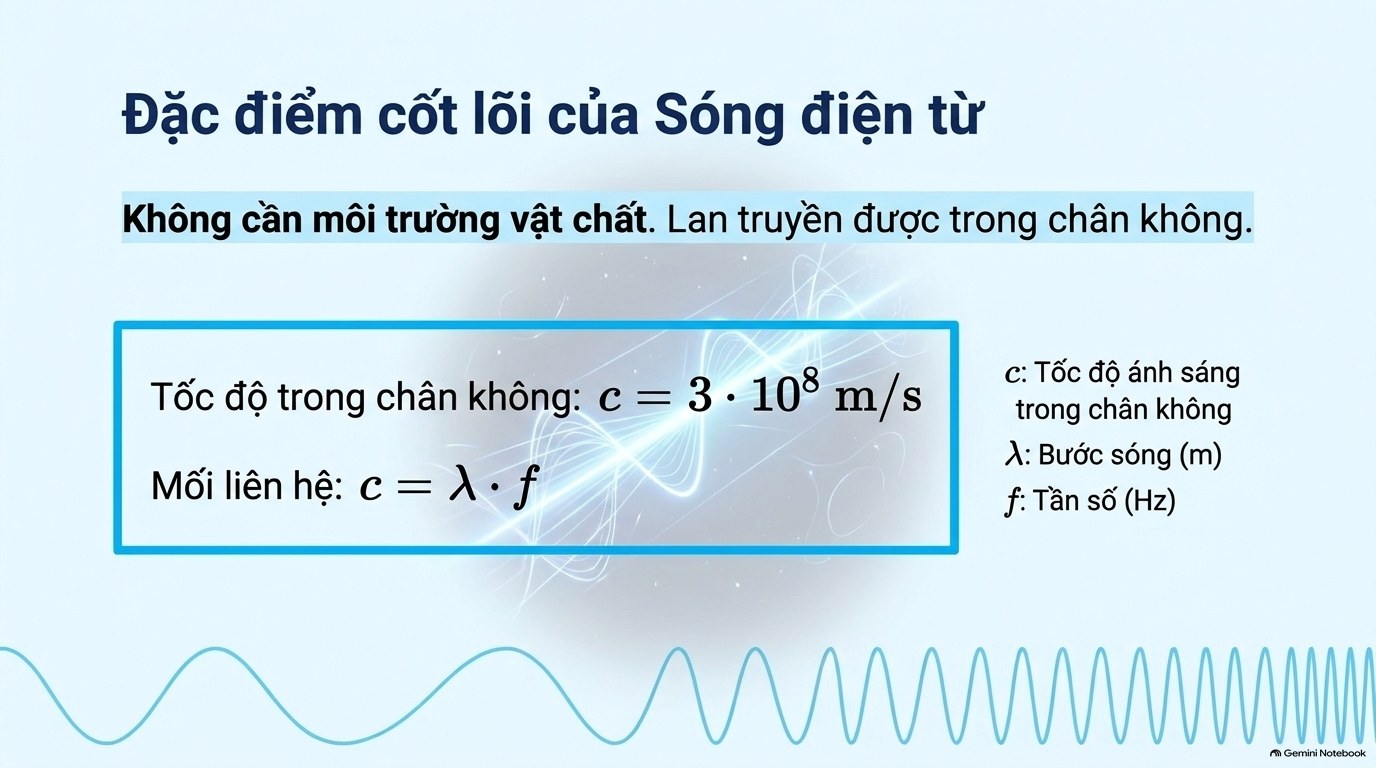 Đặc điểm cốt lõi của Sóng điện từ
Không cần môi trường vật chất. Lan truyền được trong chân không.
Tốc độ trong chân không: c = 3 · 10⁸ m/s
Mối liên hệ: c = λ · f
c: Tốc độ ánh sáng
trong chân không
λ: Bước sóng (m)
f: Tần số (Hz)
Gemini Notebook